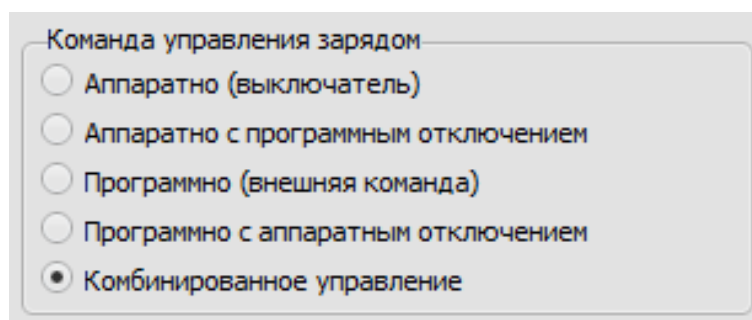 Команда управления зарядом
Аппаратно (выключатель)
Аппаратно с программным отключением
Программно (внешняя команда)
Программно с аппаратным отключением
Комбинированное управление